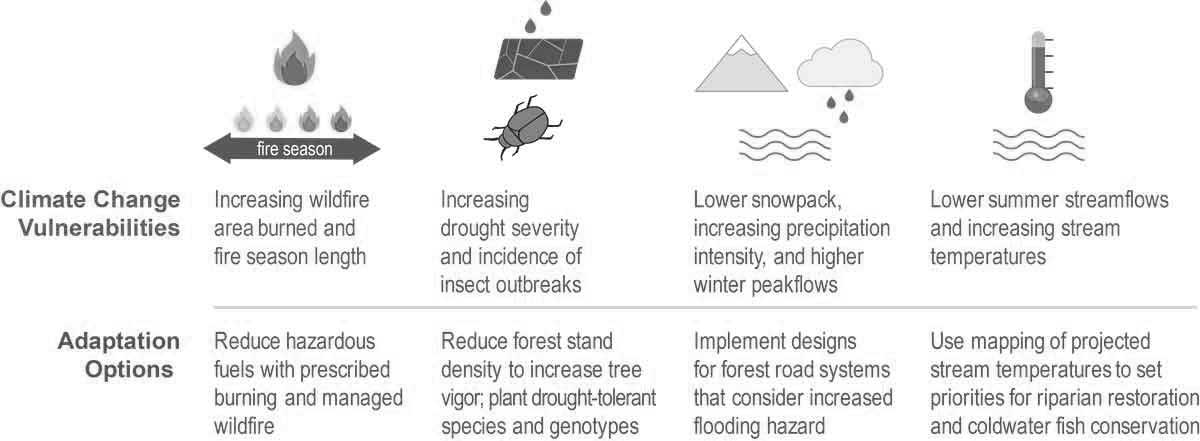 fire season
Climate Change
Vulnerabilities
Increasing wildfire
area burned and
fire season length
Increasing
drought severity
and incidence of
insect outbreaks
Lower snowpack,
increasing precipitation
intensity, and higher
winter peakflows
Lower summer streamflows
and increasing stream
temperatures
Adaptation
Options
Reduce hazardous
fuels with prescribed
burning and managed
wildfire
Reduce forest stand
density to increase tree
vigor; plant drought-tolerant
species and genotypes
Implement designs
for forest road systems
that consider increased
flooding hazard
Use mapping of projected
stream temperatures to set
priorities for riparian restoration
and coldwater fish conservation